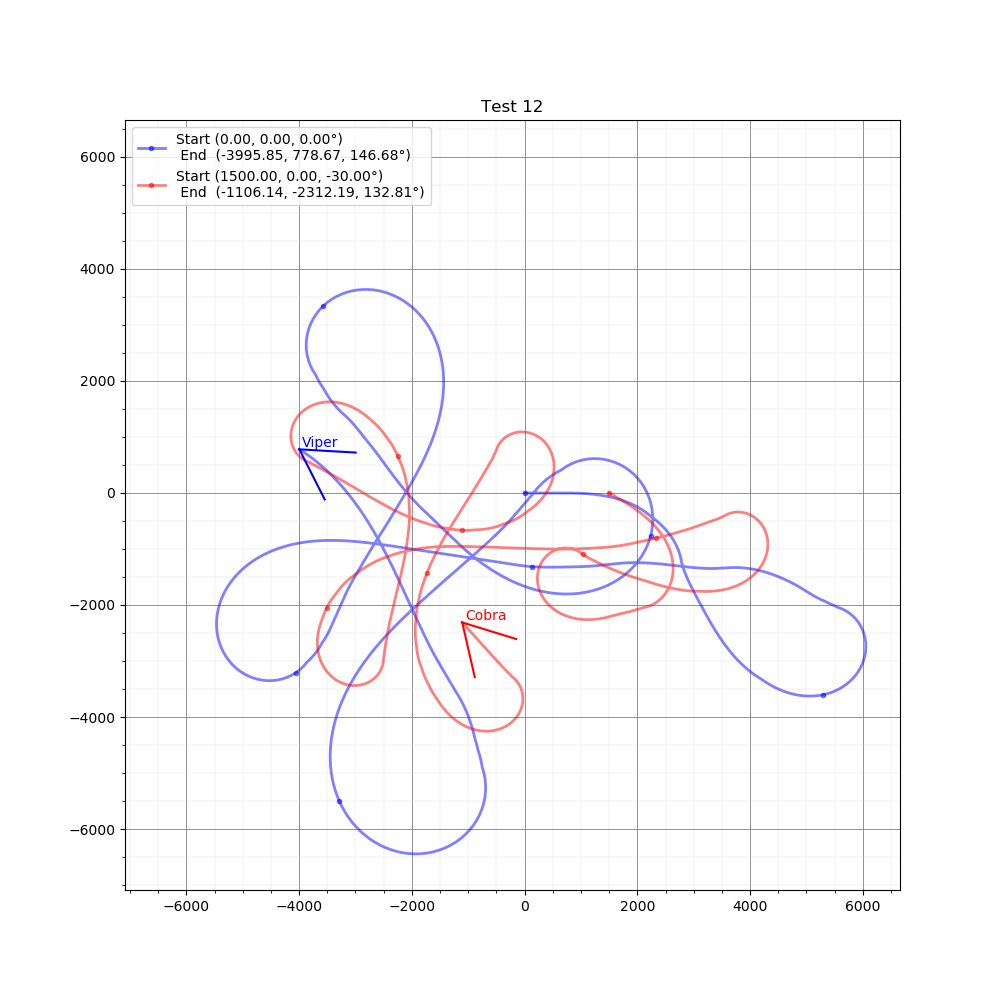 Test 12
Start (0.00, 0.00, 0.00°)
End (-3995.85, 778.67, 146.68°)
Start (1500.00, 0.00, -30.00°)
End (-1106.14, -2312.19, 132.81°)
6000
4000
2000
Viper
0
−2000
Cobra
−4000
−6000
−6000 −4000 −2000 0 2000 4000 6000